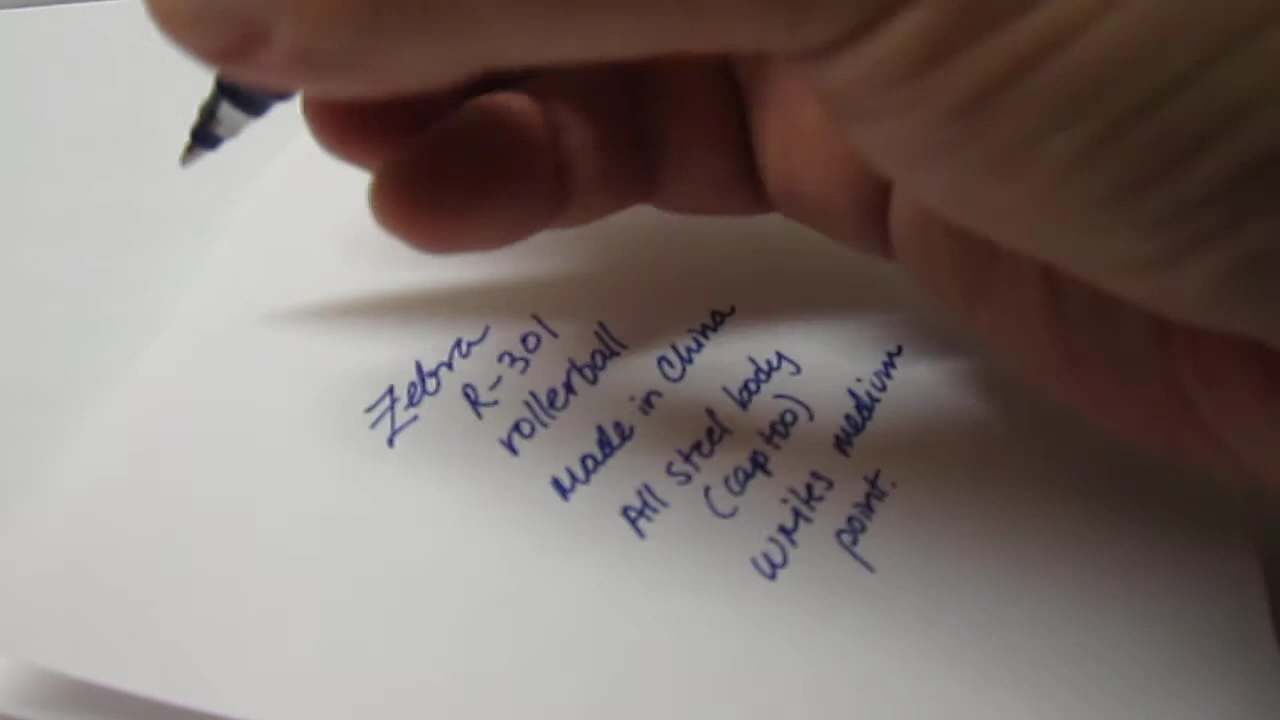 Zebra
R-301
rollerball
Made in China
All steel body
(cap too)
Writes medium
point.